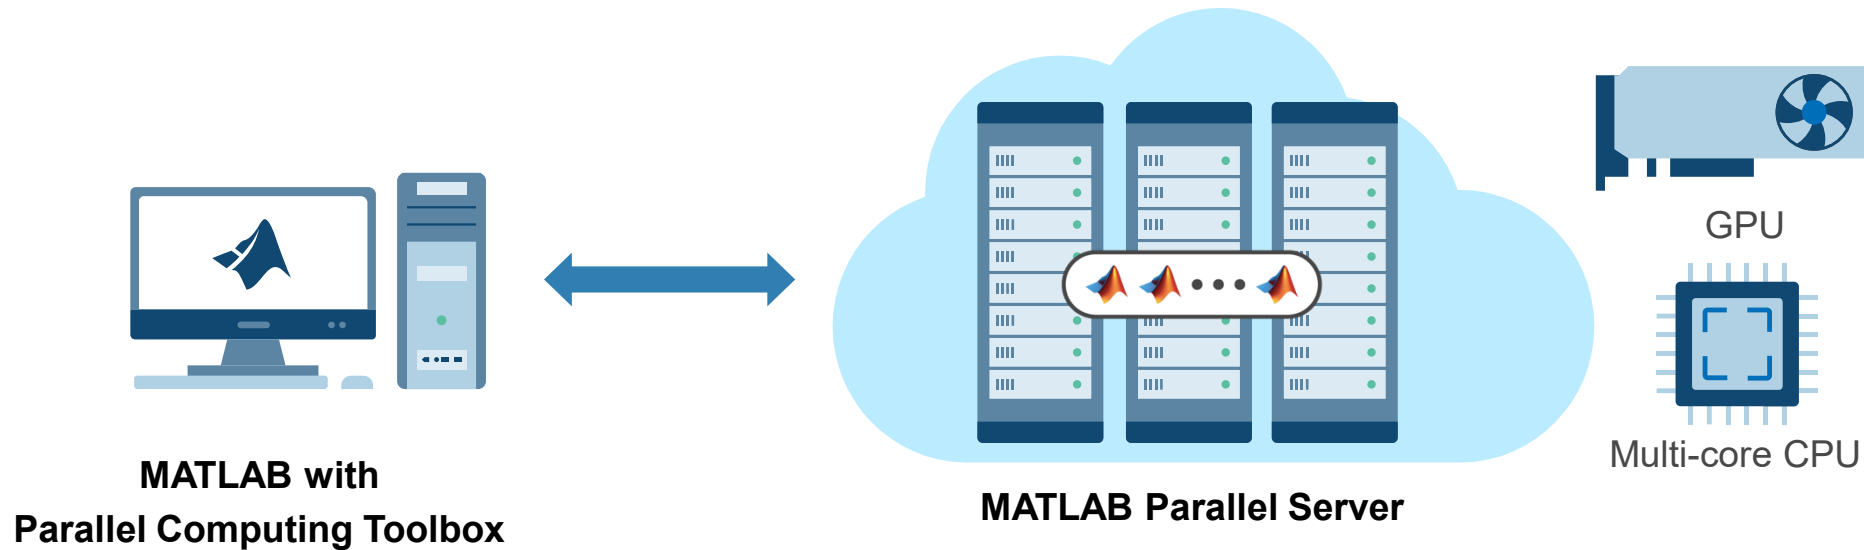 MATLAB with
Parallel Computing Toolbox
MATLAB Parallel Server
GPU
Multi-core CPU